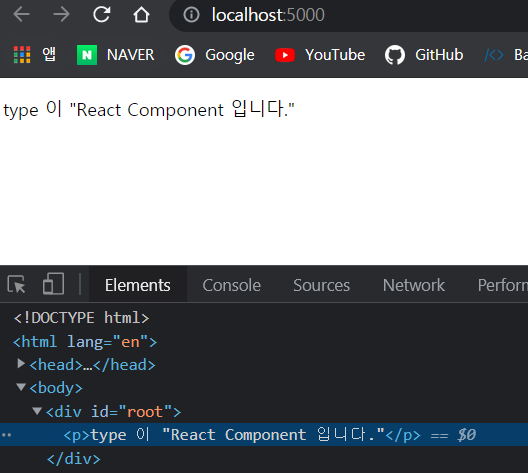 localhost:5000
앱 NAVER Google YouTube GitHub Ba
type 이 "React Component 입니다."
Elements Console Sources Network Perforn
<!DOCTYPE html>
<html lang="en">
<head>…</head>
<body>
<div id="root">
<p>type 이 "React Component 입니다."</p> == $0
</div>